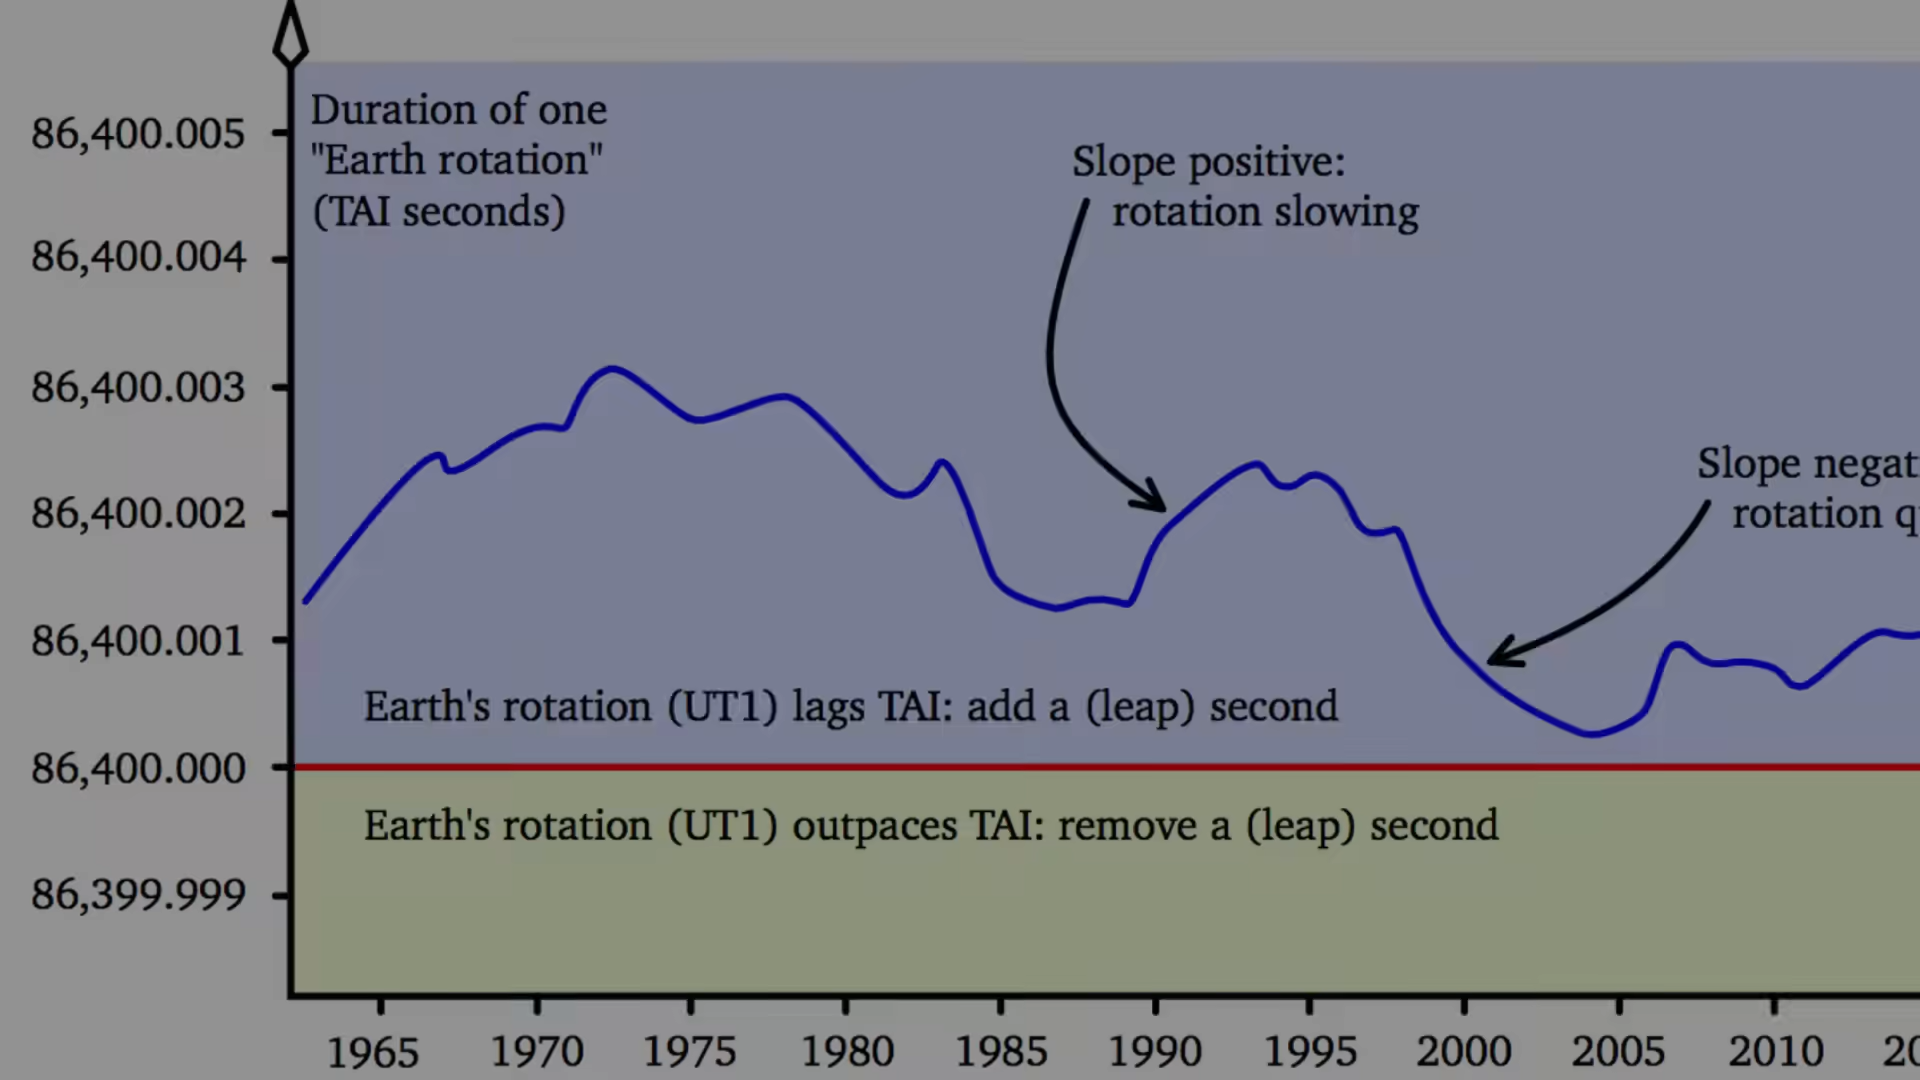 Duration of one
"Earth rotation"
(TAI seconds)
86,400.005
86,400.004
86,400.003
86,400.002
86,400.001
86,400.000
86,399.999
Slope positive:
rotation slowing
Slope
rotation
Earth's rotation (UT1) lags TAI: add a (leap) second
Earth's rotation (UT1) outpaces TAI: remove a (leap) second
1965 1970 1975 1980 1985 1990 1995 2000 2005 2010